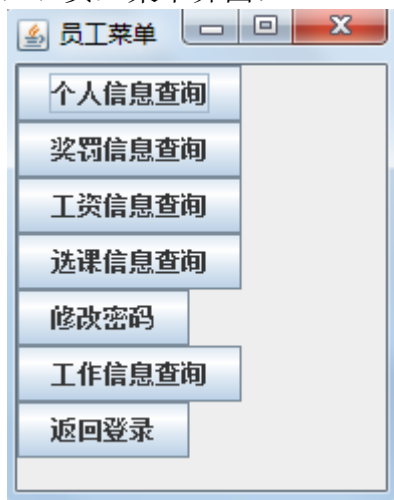 员工菜单
个人信息查询
奖罚信息查询
工资信息查询
选课信息查询
修改密码
工作信息查询
返回登录